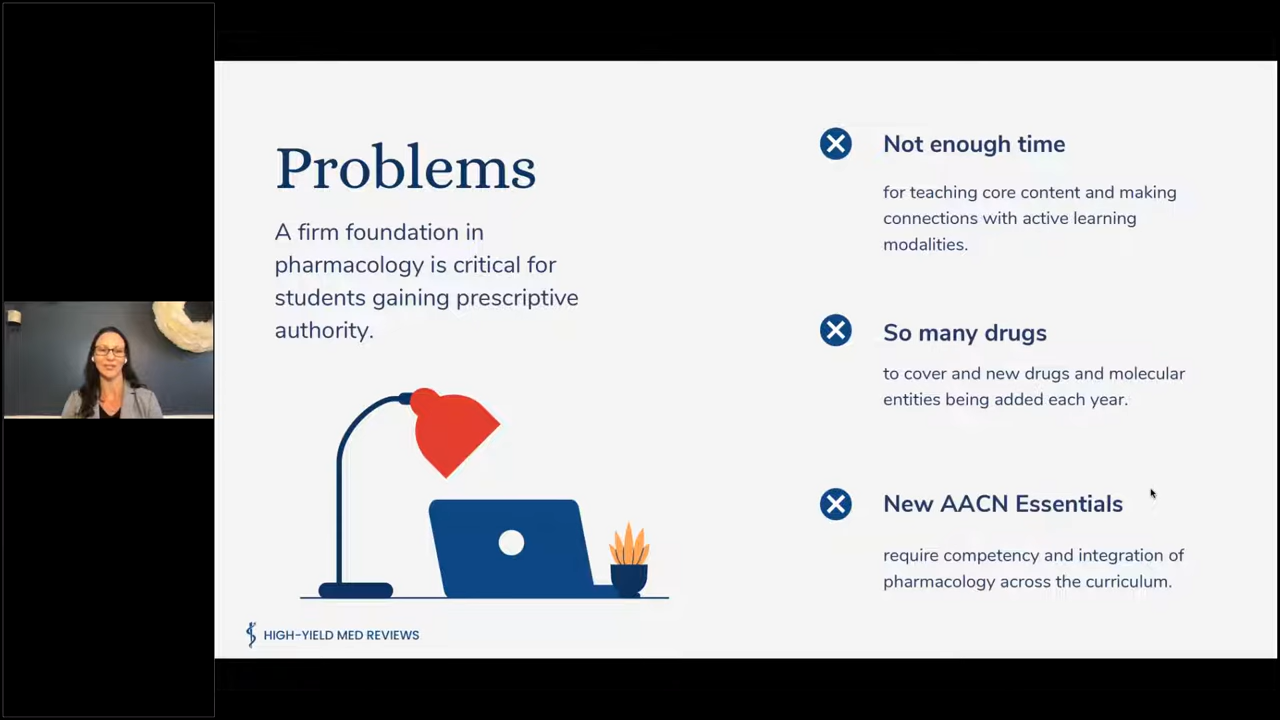 Problems
A firm foundation in
pharmacology is critical for
students gaining prescriptive
authority.
HIGH-YIELD MED REVIEWS
Not enough time
for teaching core content and making
connections with active learning
modalities.
So many drugs
to cover and new drugs and molecular
entities being added each year.
New AACN Essentials
require competency and integration of
pharmacology across the curriculum.